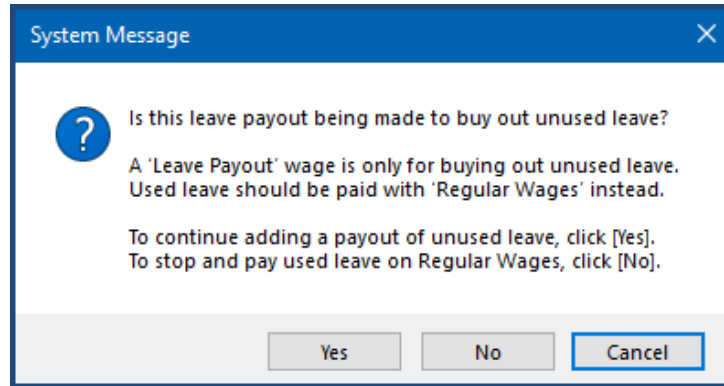 System Message
Is this leave payout being made to buy out unused leave?
A 'Leave Payout' wage is only for buying out unused leave.
Used leave should be paid with 'Regular Wages' instead.
To continue adding a payout of unused leave, click [Yes].
To stop and pay used leave on Regular Wages, click [No].
Yes No Cancel